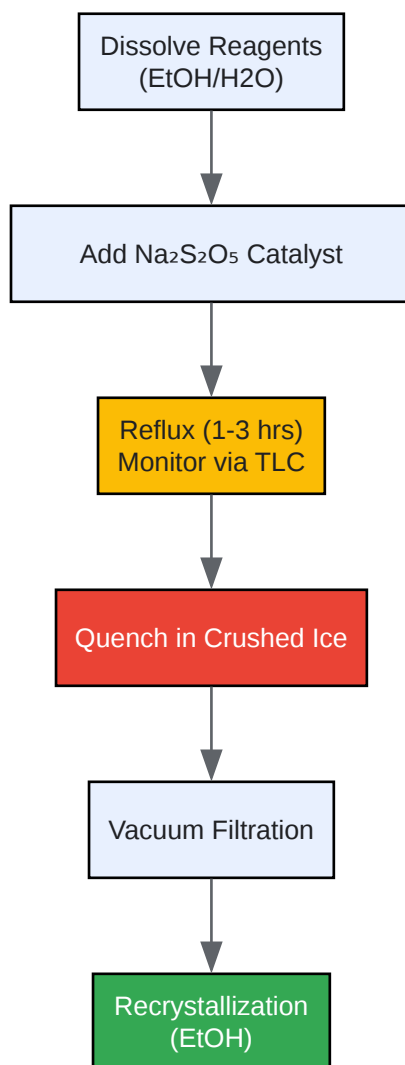 Dissolve Reagents
(EtOH/H2O)
Add Na₂S₂O₅ Catalyst
Reflux (1-3 hrs)
Monitor via TLC
Quench in Crushed Ice
Vacuum Filtration
Recrystallization
(EtOH)